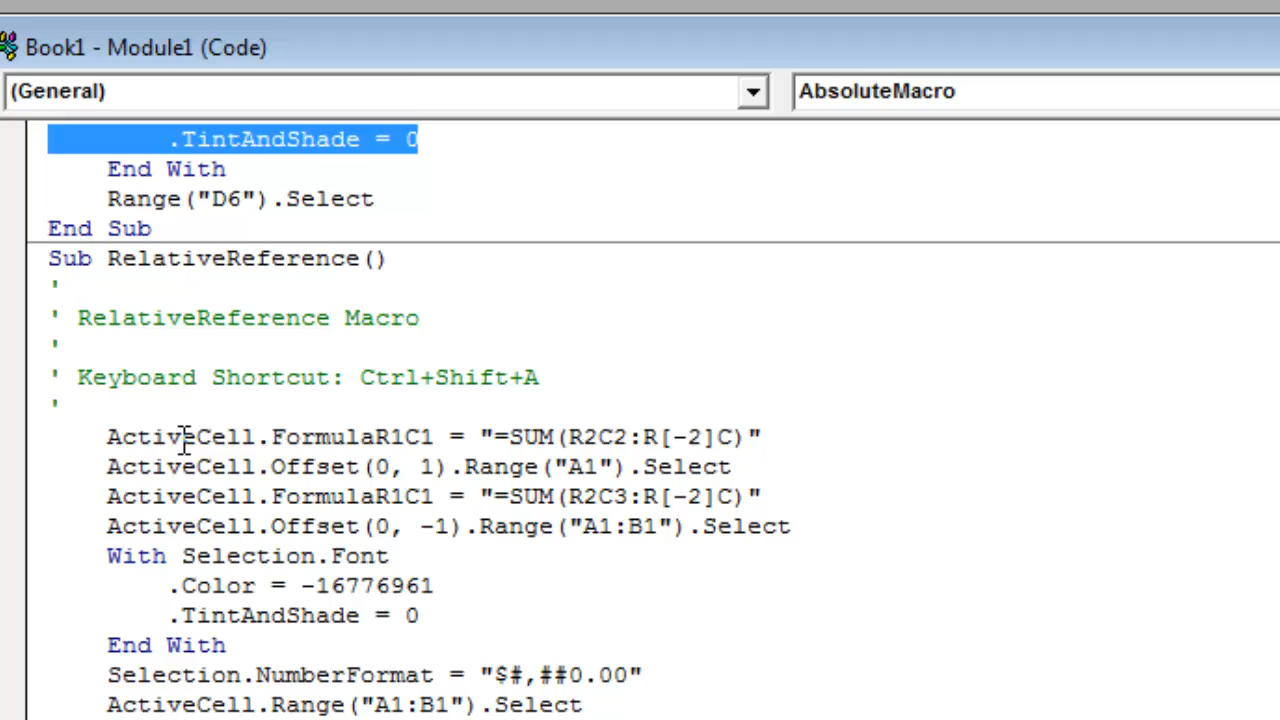 Book1 - Module1 (Code)
(General)
AbsoluteMacro
.TintAndShade = 0
End With
Range("D6").Select
End Sub
Sub RelativeReference()
'
' RelativeReference Macro
'
' Keyboard Shortcut: Ctrl+Shift+A
'
ActiveCell.FormulaR1C1 = "=SUM(R2C2:R[-2]C)"
ActiveCell.Offset(0, 1).Range("A1").Select
ActiveCell.FormulaR1C1 = "=SUM(R2C3:R[-2]C)"
ActiveCell.Offset(0, -1).Range("A1:B1").Select
With Selection.Font
.Color = -16776961
.TintAndShade = 0
End With
Selection.NumberFormat = "$#,##0.00"
ActiveCell.Range("A1:B1").Select